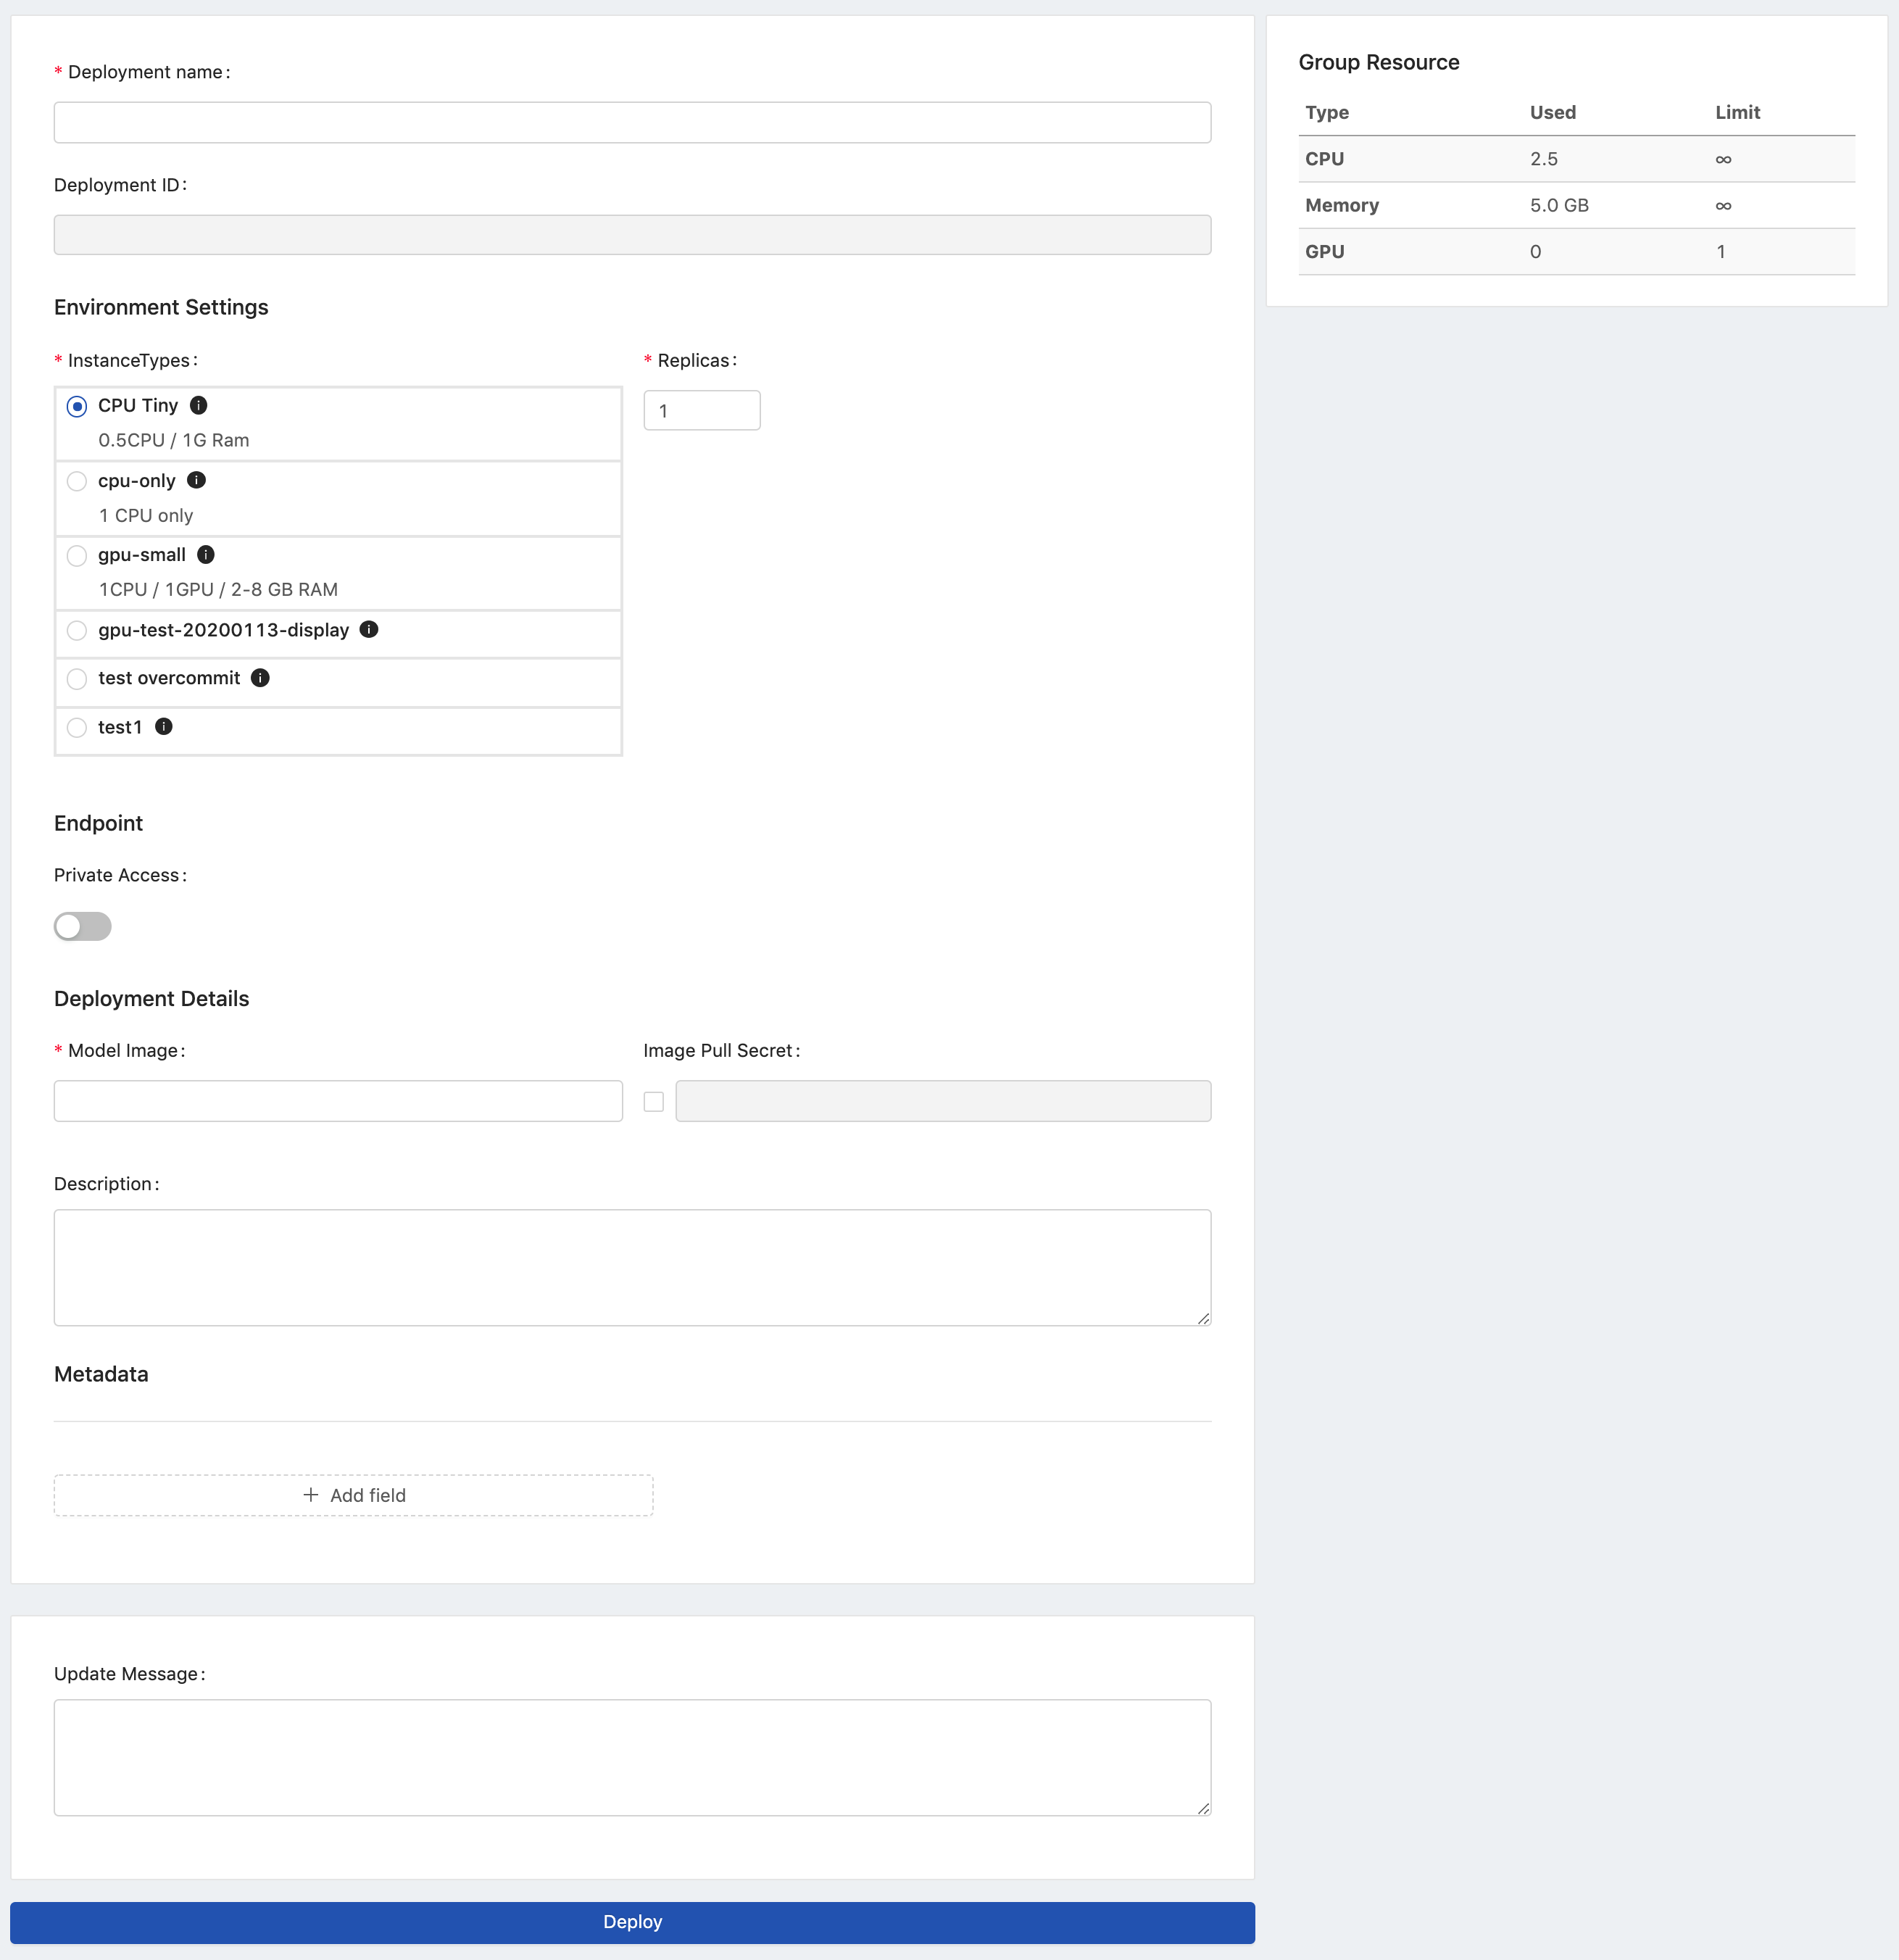 * Deployment name:
Deployment ID:
Environment Settings
* InstanceTypes:
* Replicas:
CPU Tiny
0.5CPU / 1G Ram
1
cpu-only
1 CPU only
gpu-small
1CPU / 1GPU / 2-8 GB RAM
gpu-test-20200113-display
test overcommit
test1
Endpoint
Private Access:
Deployment Details
* Model Image:
Image Pull Secret:
Description:
Metadata
+ Add field
Update Message:
Deploy
Group Resource
Type Used Limit
CPU 2.5 ∞
Memory 5.0 GB ∞
GPU 0 1